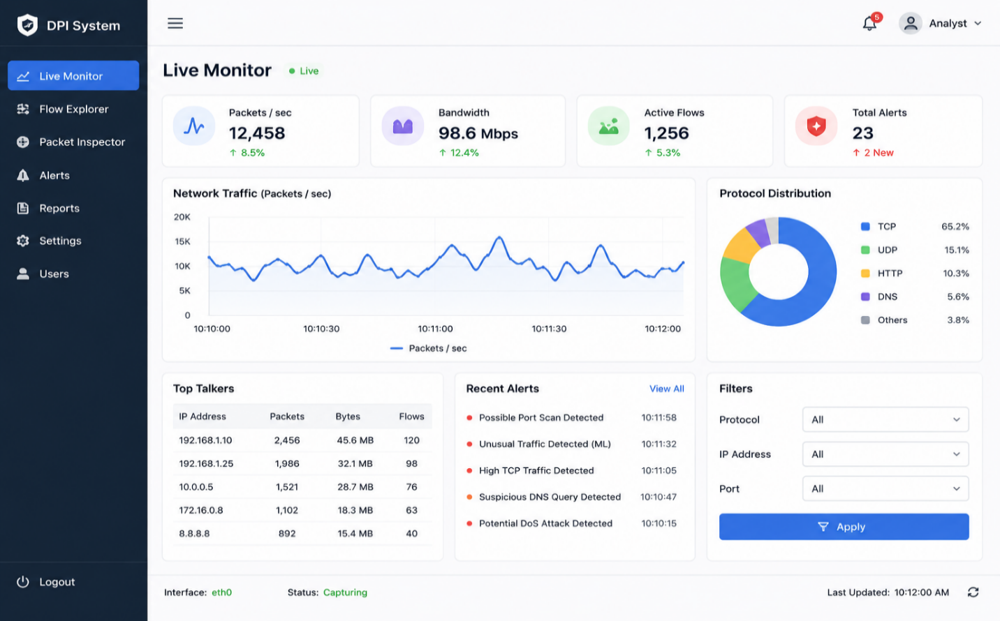 DPI System
5
Analyst
Live Monitor
Flow Explorer
Packet Inspector
Alerts
Reports
Settings
Users
Logout
Live Monitor
Live
Packets / sec
12,458
↑ 8.5%
Bandwidth
98.6 Mbps
↑ 12.4%
Active Flows
1,256
↑ 5.3%
Total Alerts
23
↑ 2 New
Network Traffic (Packets / sec)
20K
15K
10K
5K
0
10:10:00 10:10:30 10:11:00 10:11:30 10:12:00
Packets / sec
Protocol Distribution
TCP 65.2%
UDP 15.1%
HTTP 10.3%
DNS 5.6%
Others 3.8%
Top Talkers
IP Address Packets Bytes Flows
192.168.1.10 2,456 45.6 MB 120
192.168.1.25 1,986 32.1 MB 98
10.0.0.5 1,521 28.7 MB 76
172.16.0.8 1,102 18.3 MB 63
8.8.8.8 892 15.4 MB 40
Recent Alerts View All
Possible Port Scan Detected 10:11:58
Unusual Traffic Detected (ML) 10:11:32
High TCP Traffic Detected 10:11:05
Suspicious DNS Query Detected 10:10:47
Potential DoS Attack Detected 10:10:15
Filters
Protocol All
IP Address All
Port All
Apply
Interface: eth0 Status: Capturing Last Updated: 10:12:00 AM